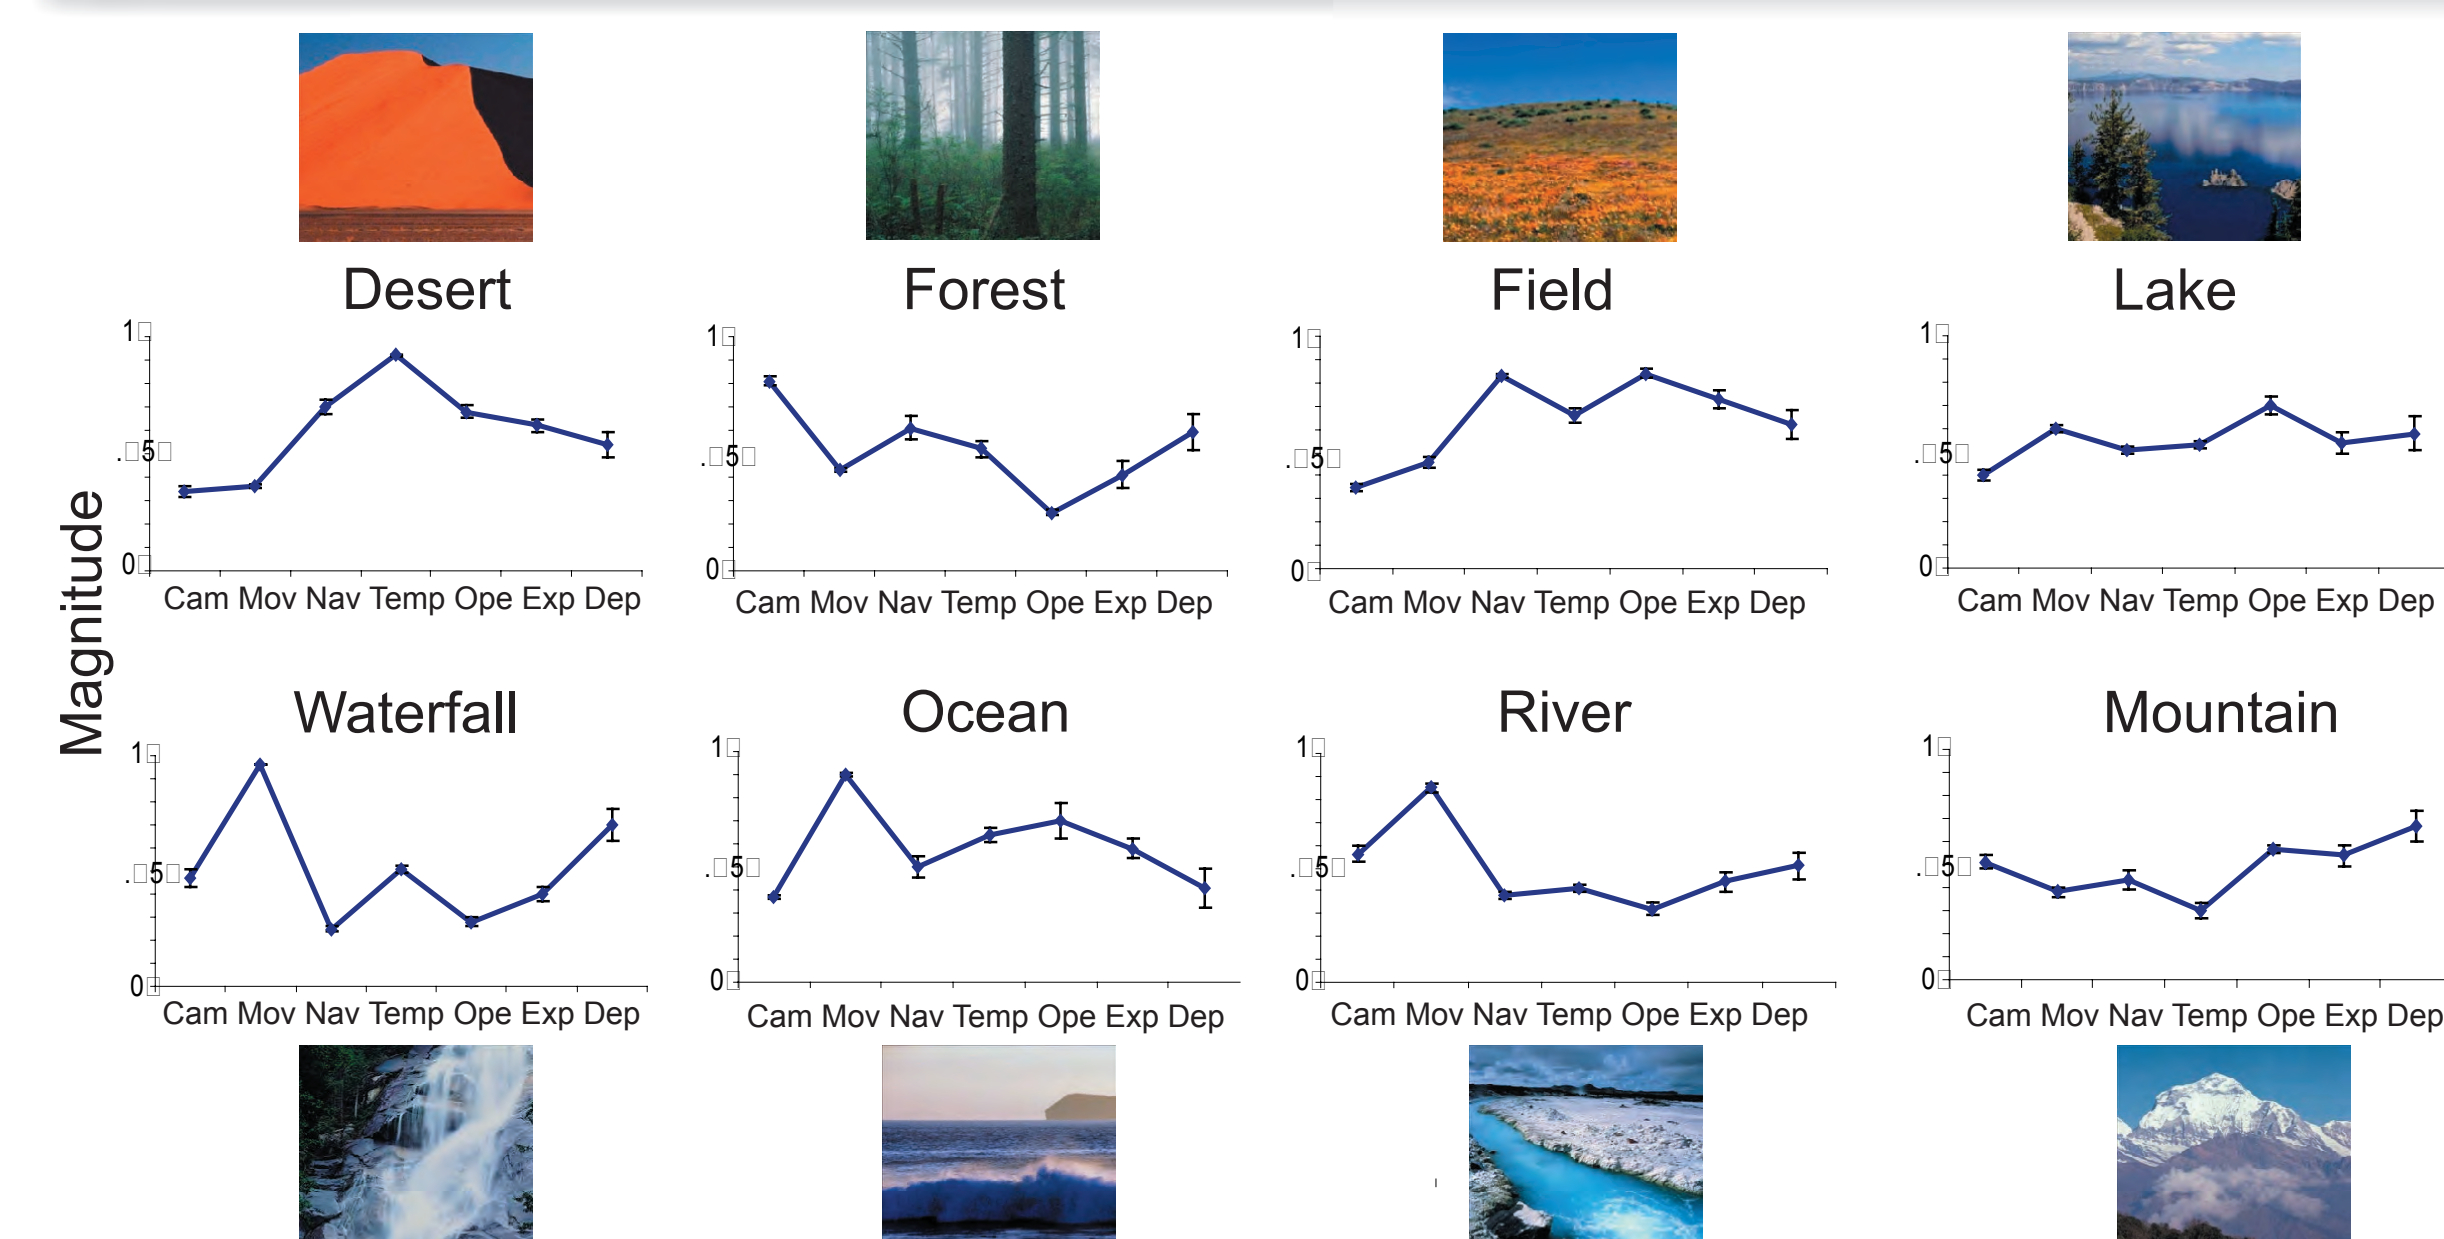 Desert Forest Field Lake
1 1 1 1
.5 .5 .5 .5
0 0 0 0
Cam Mov Nav Temp Ope Exp Dep Cam Mov Nav Temp Ope Exp Dep Cam Mov Nav Temp Ope Exp Dep Cam Mov Nav Temp Ope Exp Dep
Magnitude
Waterfall Ocean River Mountain
1 1 1 1
.5 .5 .5 .5
0 0 0 0
Cam Mov Nav Temp Ope Exp Dep Cam Mov Nav Temp Ope Exp Dep Cam Mov Nav Temp Ope Exp Dep Cam Mov Nav Temp Ope Exp Dep